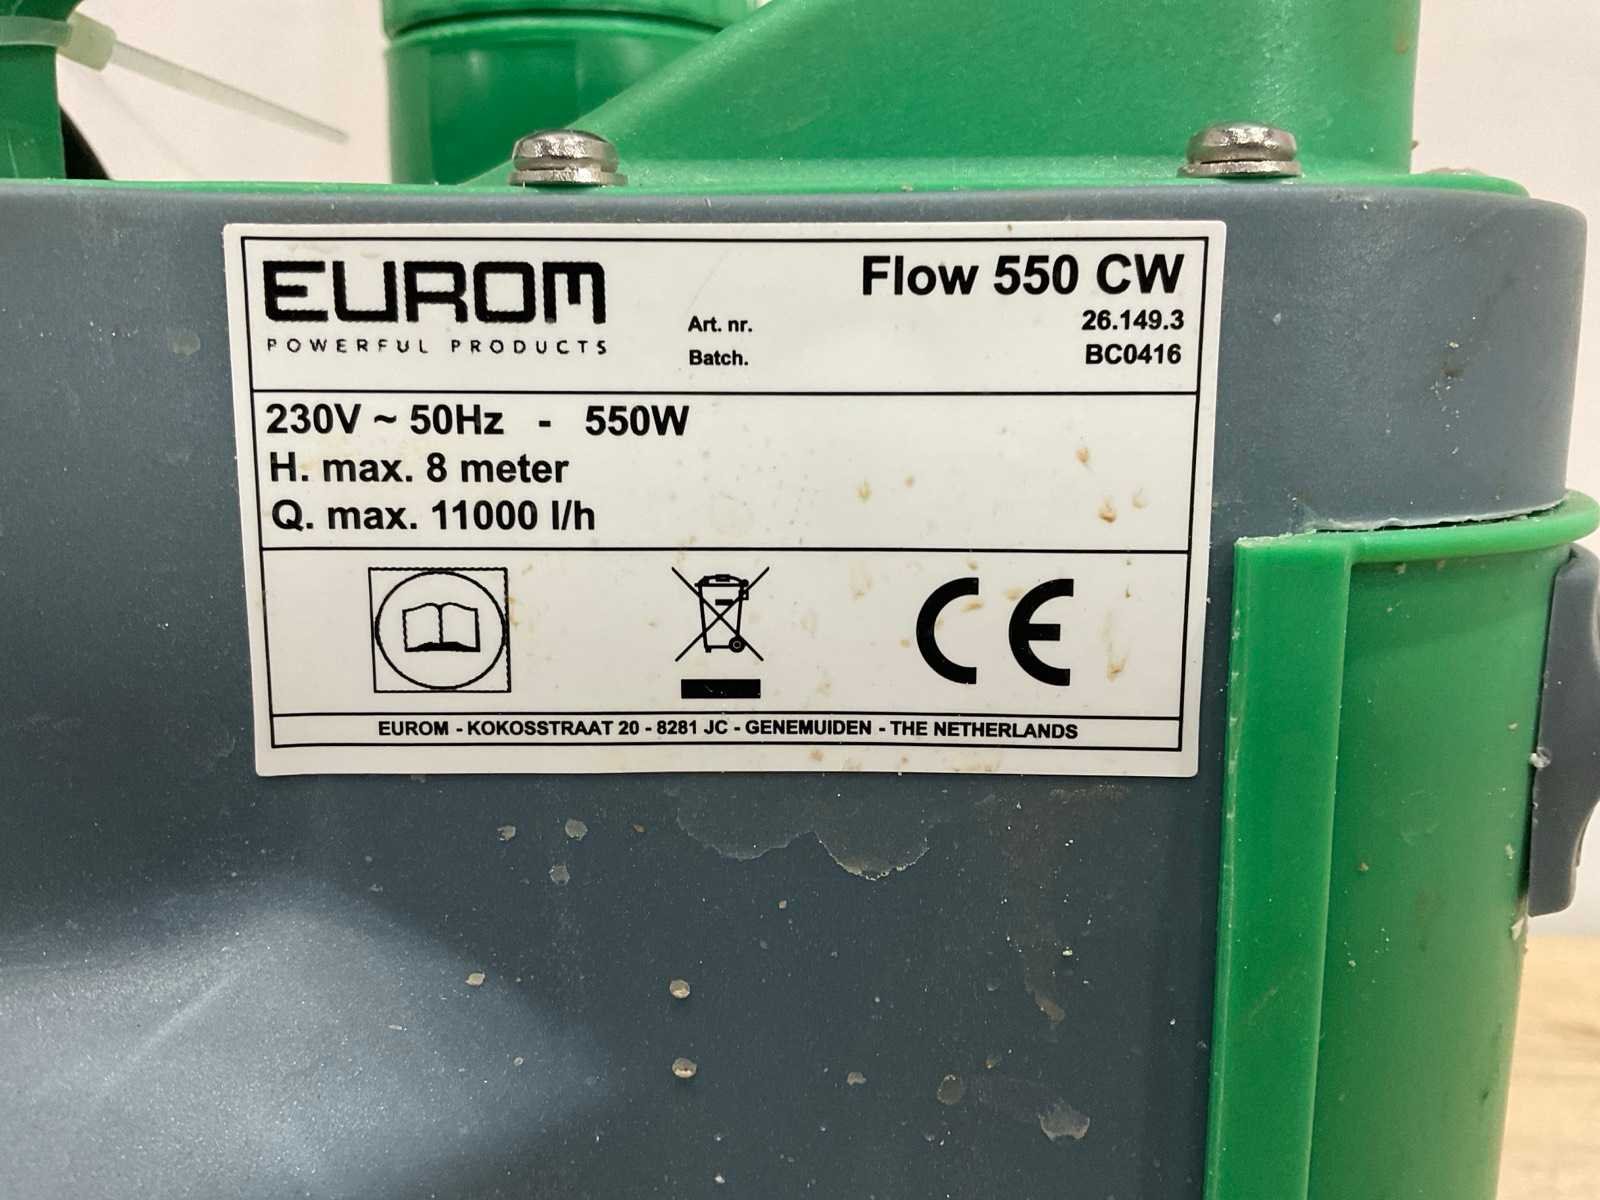 EUROM
POWERFUL PRODUCTS
Flow 550 CW
Art. nr. 26.149.3
Batch. BC0416
230V ~ 50Hz - 550W
H. max. 8 meter
Q. max. 11000 l/h
CE
EUROM - KOKOSSTRAAT 20 - 8281 JC - GENEMUIDEN - THE NETHERLANDS